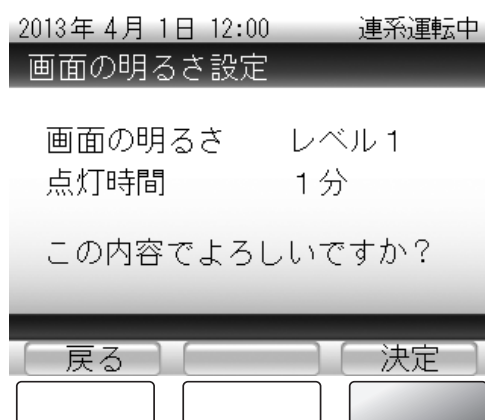 2013年 4月 1日 12:00 連系運転中
画面の明るさ設定
画面の明るさ レベル1
点灯時間 1分
この内容でよろしいですか？
戻る 決定